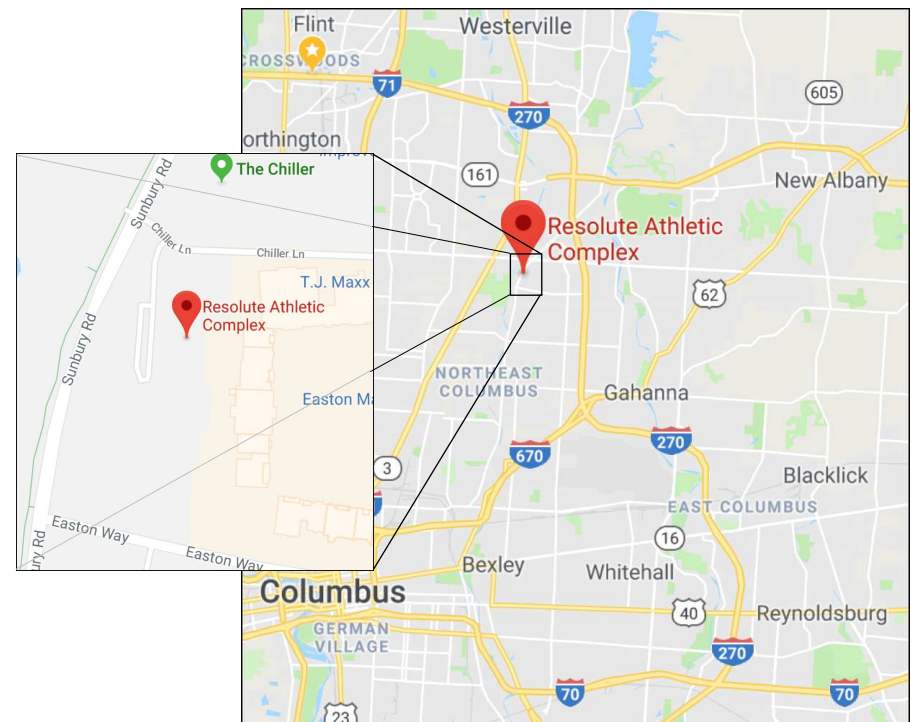 Flint
Westerville
CROSSWOODS
71
270
605
orthington
161
New Albany
Resolute Athletic
Complex
62
NORTHEAST
COLUMBUS
Gahanna
670
270
3
Blacklick
EAST COLUMBUS
16
Bexley
Whitehall
Columbus
40
Reynoldsburg
GERMAN
VILLAGE
270
70
70
23
The Chiller
Sunbury Rd
Chiller Ln
Chiller Ln
T.J. Maxx
Resolute Athletic
Complex
Sunbury Rd
Easton Ma
Easton Way
Easton Way
ury Rd